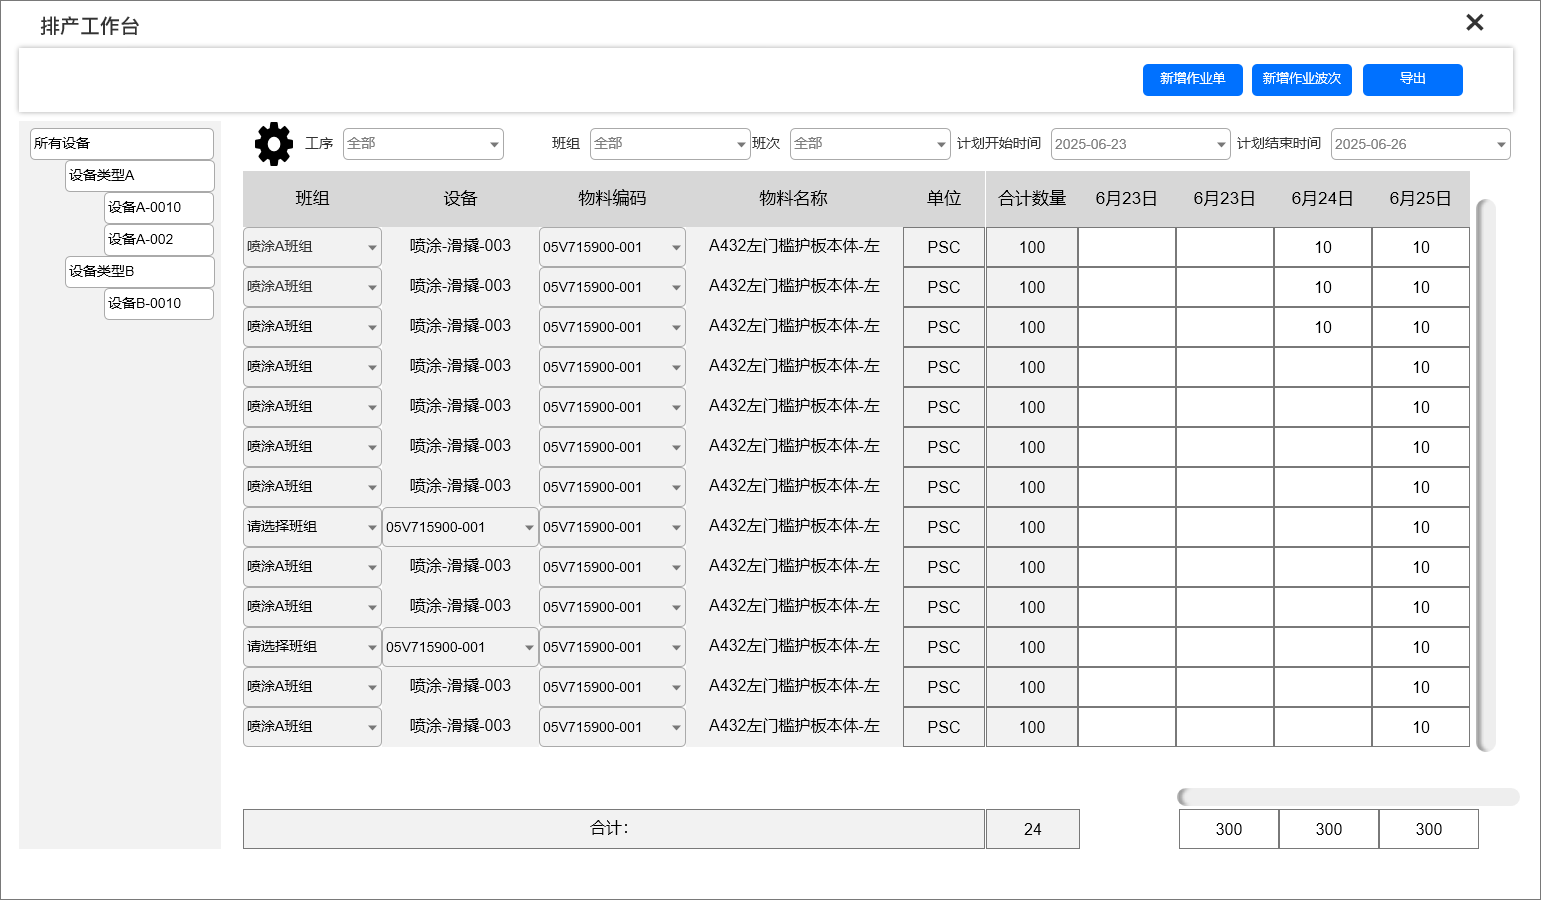 排产工作台
新增作业单 新增作业波次 导出
所有设备
设备类型A
设备A-0010
设备A-002
设备类型B
设备B-0010
工序 全部 班组 全部 班次 全部 计划开始时间 2025-06-23 计划结束时间 2025-06-26
班组 设备 物料编码 物料名称 单位 合计数量 6月23日 6月23日 6月24日 6月25日
喷涂A班组 喷涂-滑撬-003 05V715900-001 A432左门槛护板本体-左 PSC 100 10 10
喷涂A班组 喷涂-滑撬-003 05V715900-001 A432左门槛护板本体-左 PSC 100 10 10
喷涂A班组 喷涂-滑撬-003 05V715900-001 A432左门槛护板本体-左 PSC 100 10 10
喷涂A班组 喷涂-滑撬-003 05V715900-001 A432左门槛护板本体-左 PSC 100 10
喷涂A班组 喷涂-滑撬-003 05V715900-001 A432左门槛护板本体-左 PSC 100 10
喷涂A班组 喷涂-滑撬-003 05V715900-001 A432左门槛护板本体-左 PSC 100 10
喷涂A班组 喷涂-滑撬-003 05V715900-001 A432左门槛护板本体-左 PSC 100 10
请选择班组 05V715900-001 05V715900-001 A432左门槛护板本体-左 PSC 100 10
喷涂A班组 喷涂-滑撬-003 05V715900-001 A432左门槛护板本体-左 PSC 100 10
喷涂A班组 喷涂-滑撬-003 05V715900-001 A432左门槛护板本体-左 PSC 100 10
请选择班组 05V715900-001 05V715900-001 A432左门槛护板本体-左 PSC 100 10
喷涂A班组 喷涂-滑撬-003 05V715900-001 A432左门槛护板本体-左 PSC 100 10
喷涂A班组 喷涂-滑撬-003 05V715900-001 A432左门槛护板本体-左 PSC 100 10
合计： 24 300 300 300